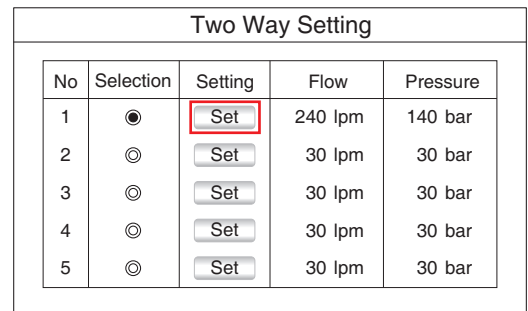 Two Way Setting
No Selection Setting Flow Pressure
1 Set 240 lpm 140 bar
2 Set 30 lpm 30 bar
3 Set 30 lpm 30 bar
4 Set 30 lpm 30 bar
5 Set 30 lpm 30 bar